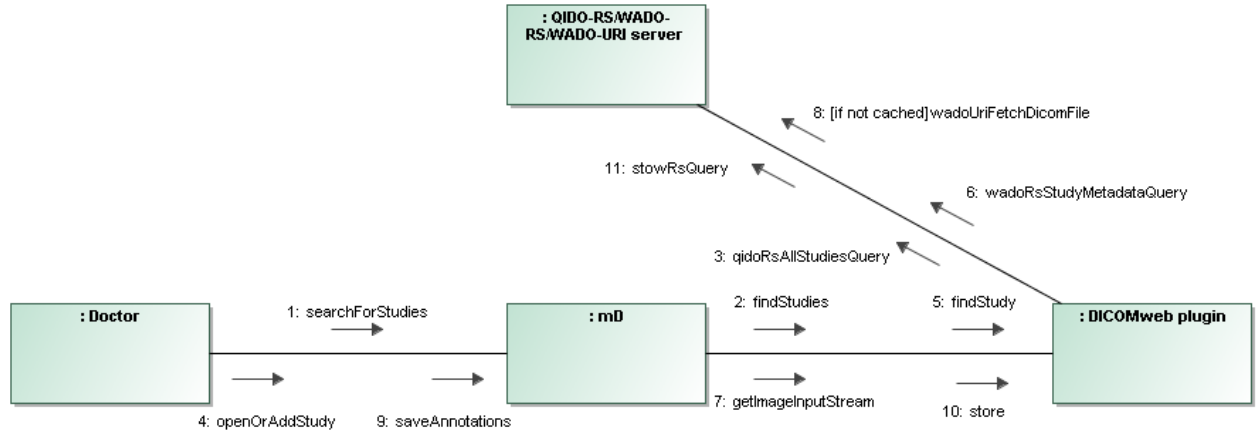 : QIDO-RS/WADO-
RS/WADO-URI server
8: [if not cached]wadoUriFetchDicomFile
11: stowRsQuery
6: wadoRsStudyMetadataQuery
3: qidoRsAllStudiesQuery
: Doctor
1: searchForStudies
: mD
2: findStudies
5: findStudy
: DICOMweb plugin
4: openOrAddStudy
9: saveAnnotations
7: getImageInputStream
10: store